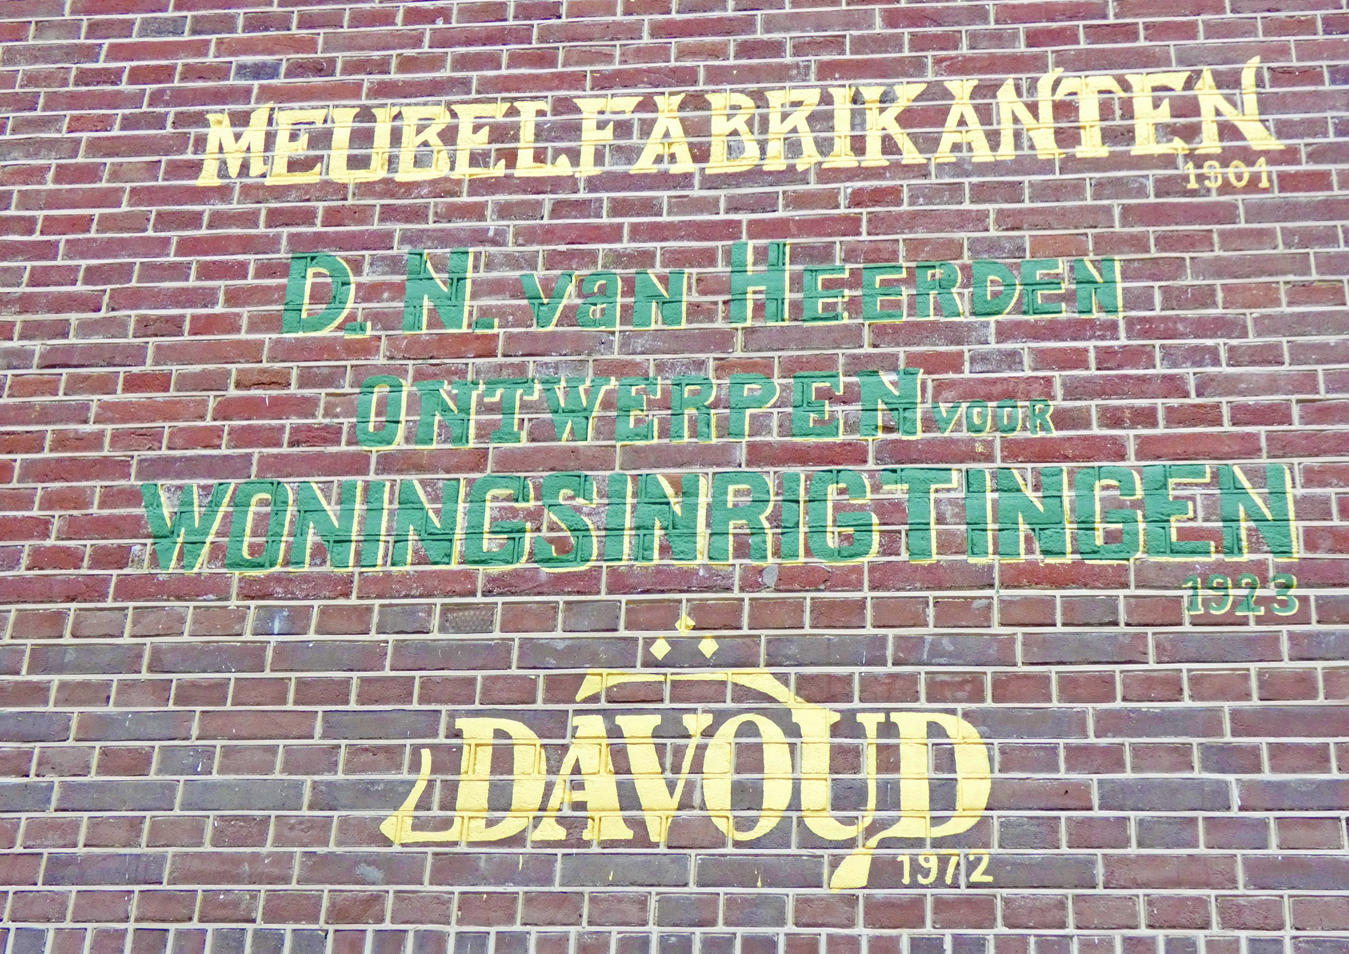 MEUBELFABRIKANTEN
1901
D. N. van HEERDEN
ONTWERPEN VOOR
WONINGSINRIGTINGEN
1923
DAVOUD
1972